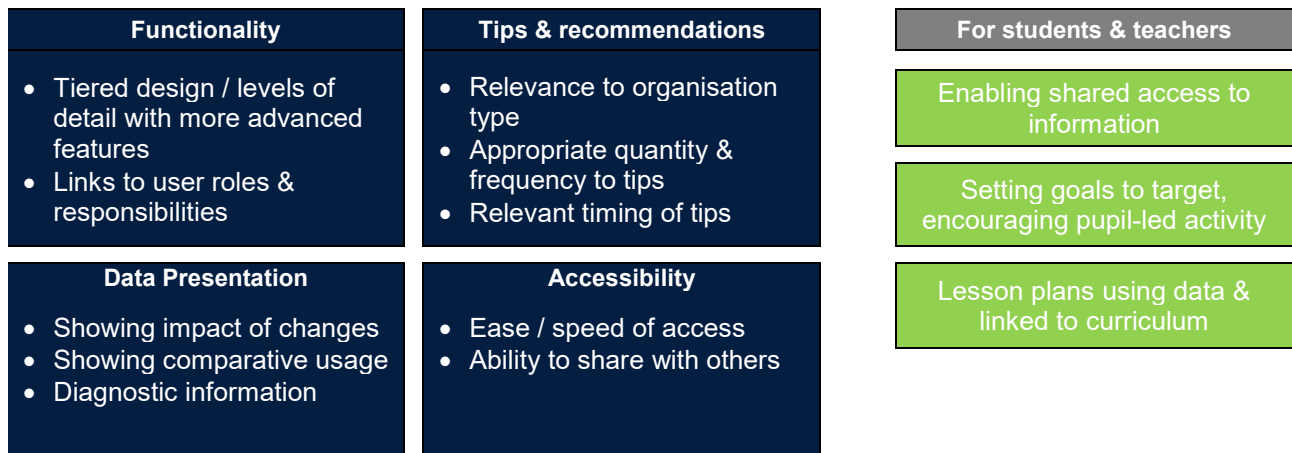 Functionality
• Tiered design / levels of
detail with more advanced
features
• Links to user roles &
responsibilities
Tips & recommendations
• Relevance to organisation
type
• Appropriate quantity &
frequency to tips
• Relevant timing of tips
Data Presentation
• Showing impact of changes
• Showing comparative usage
• Diagnostic information
Accessibility
• Ease / speed of access
• Ability to share with others
For students & teachers
Enabling shared access to
information
Setting goals to target,
encouraging pupil-led activity
Lesson plans using data &
linked to curriculum